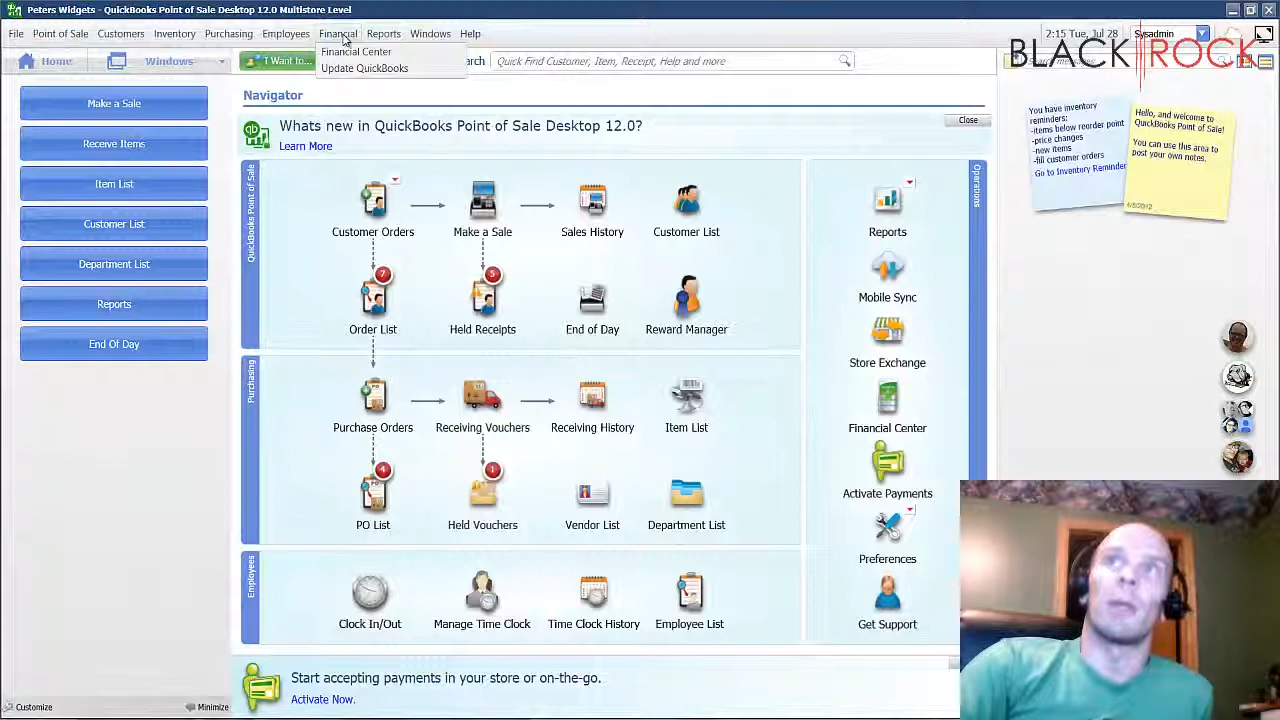 Peters Widgets - QuickBooks Point of Sale Desktop 12.0 Multistore Level
File Point of Sale Customers Inventory Purchasing Employees Financial Reports Windows Help
2:15 Tue, Jul 28 Sysadmin
Financial Center
Update QuickBooks
BLACK ROCK
Home Windows
I Want to...
Quick Find Customer, Item, Receipt, Help and more
Make a Sale
Receive Items
Item List
Customer List
Department List
Reports
End Of Day
Navigator
Whats new in QuickBooks Point of Sale Desktop 12.0?
Learn More
Close
QuickBooks Point of Sale
Customer Orders
Make a Sale
Sales History
Customer List
7
5
Order List
Held Receipts
End of Day
Reward Manager
Purchasing
Purchase Orders
Receiving Vouchers
Receiving History
Item List
4
1
PO List
Held Vouchers
Vendor List
Department List
Employees
Clock In/Out
Manage Time Clock
Time Clock History
Employee List
Operations
Reports
Mobile Sync
Store Exchange
Financial Center
Activate Payments
Preferences
Get Support
You have inventory
reminders:
-items below reorder point
-price changes
-new items
-fill customer orders
Go to Inventory Reminder
Hello, and welcome to
QuickBooks Point of Sale!
You can use this area to
post your own notes.
4/8/2012
Start accepting payments in your store or on-the-go.
Activate Now.
Customize
Minimize